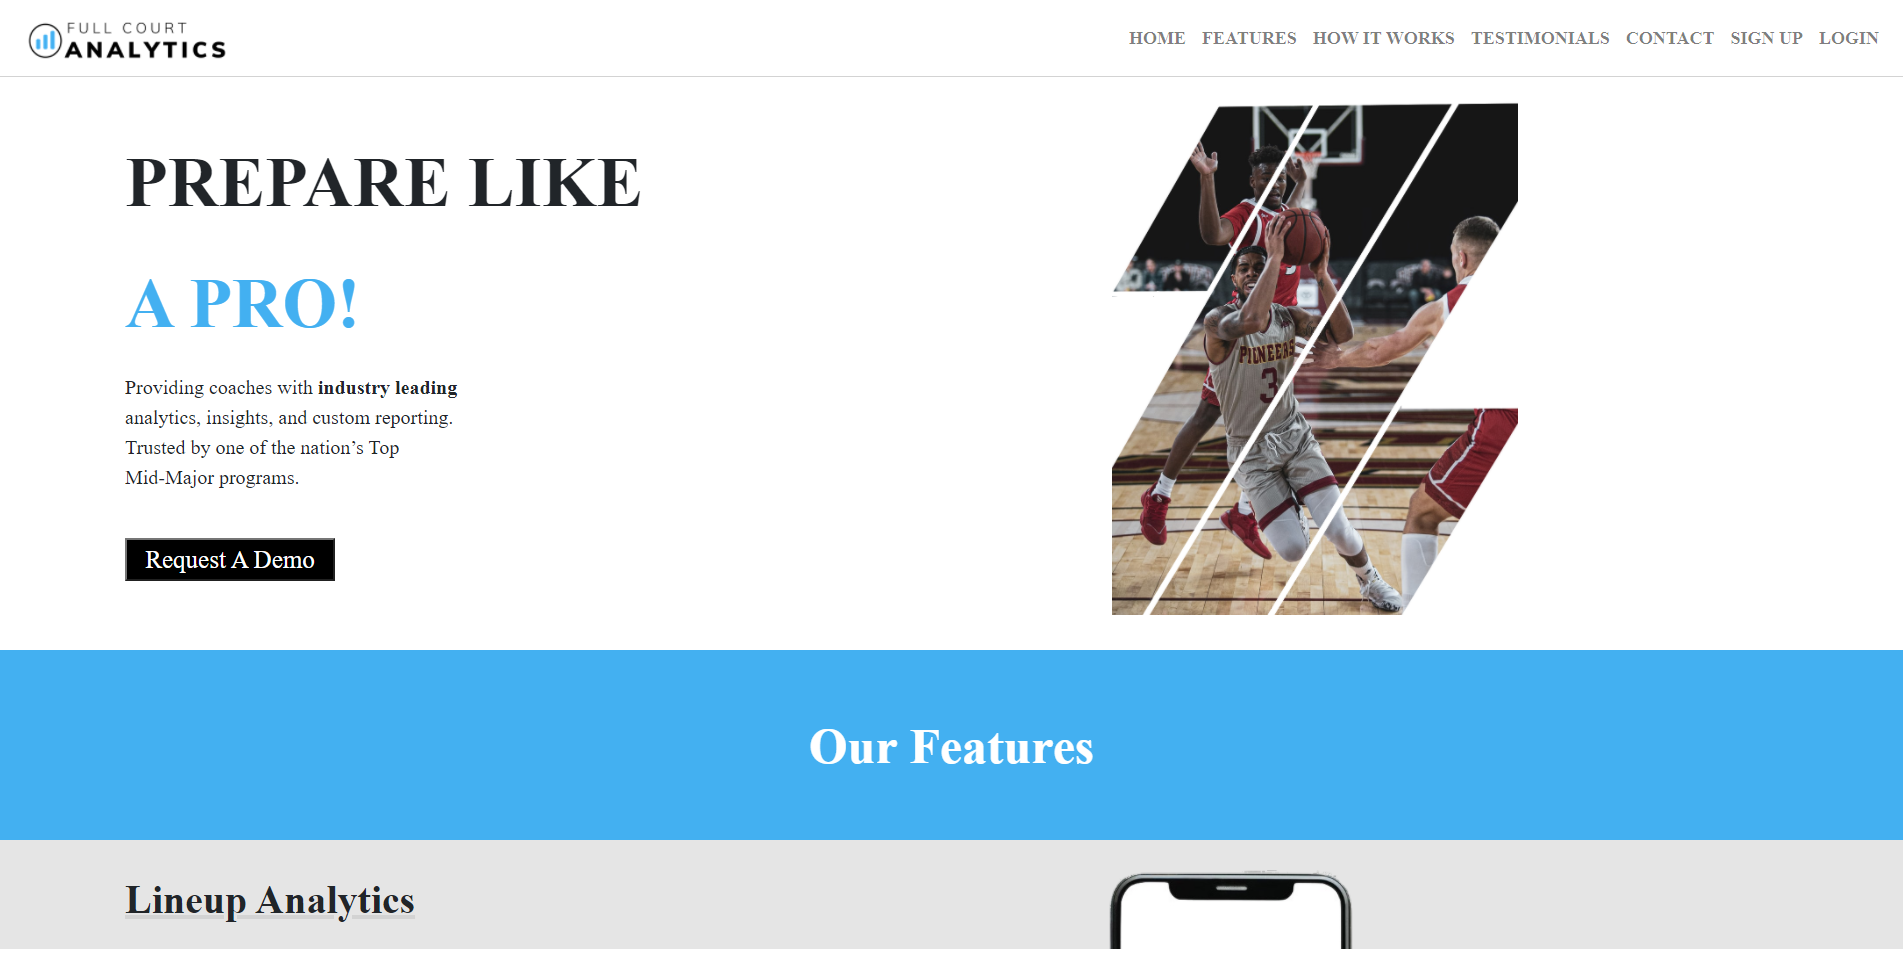 FULL COURT
ANALYTICS
HOME FEATURES HOW IT WORKS TESTIMONIALS CONTACT SIGN UP LOGIN
PREPARE LIKE
A PRO!
Providing coaches with industry leading
analytics, insights, and custom reporting.
Trusted by one of the nation’s Top
Mid-Major programs.
Request A Demo
PIONEERS
3
Our Features
Lineup Analytics